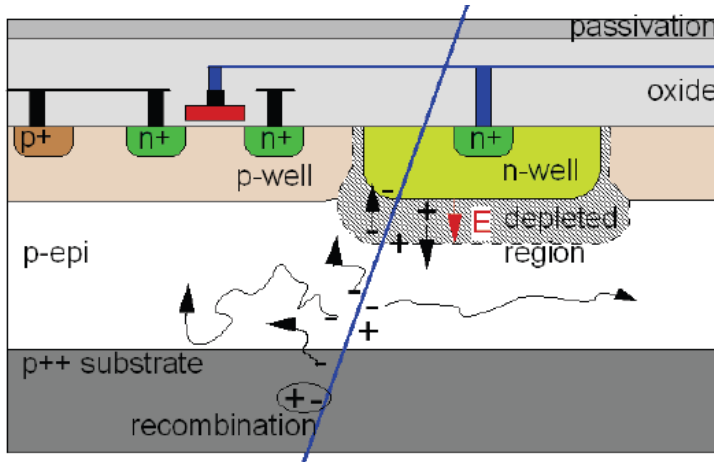 passivation
oxide
p+
n+
n+
n+
p-well
n-well
-
+
E
depleted
-
+
region
p-epi
-
-
-
+
p++ substrate
-
+-
recombination